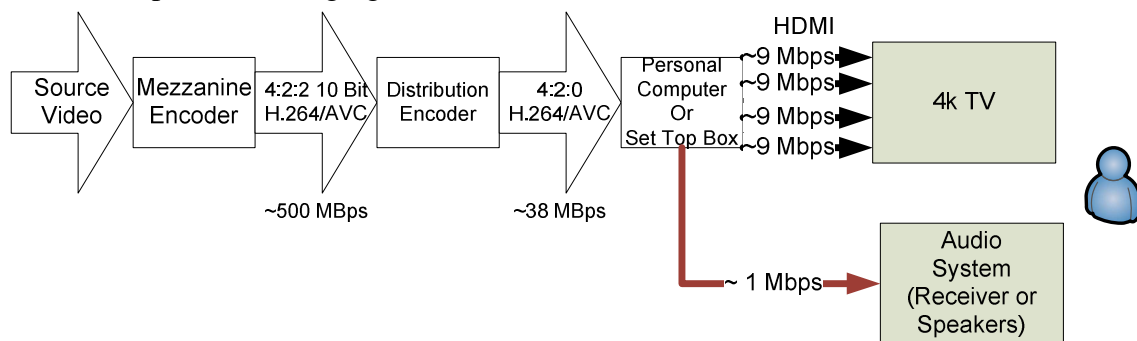 Source
Video
Mezzanine
Encoder
4:2:2 10 Bit
H.264/AVC
~500 MBps
Distribution
Encoder
4:2:0
H.264/AVC
~38 MBps
Personal
Computer
Or
Set Top Box
HDMI
~9 Mbps
~9 Mbps
~9 Mbps
~9 Mbps
4k TV
~ 1 Mbps
Audio
System
(Receiver or
Speakers)